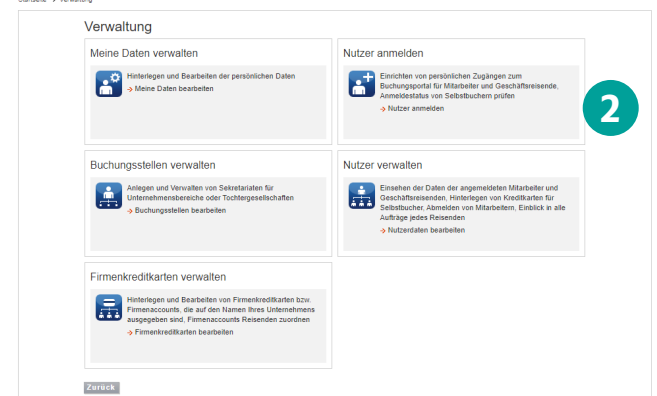 Startseite > Verwaltung
Verwaltung
Meine Daten verwalten
Hinterlegen und Bearbeiten der persönlichen Daten
→ Meine Daten bearbeiten
Nutzer anmelden
Einrichten von persönlichen Zugängen zum
Buchungsportal für Mitarbeiter und Geschäftsreisende,
Anmeldestatus von Selbstbuchern prüfen
→ Nutzer anmelden
2
Buchungsstellen verwalten
Anlegen und Verwalten von Sekretariaten für
Unternehmensbereiche oder Tochtergesellschaften
→ Buchungsstellen bearbeiten
Nutzer verwalten
Einsehen der Daten der angemeldeten Mitarbeiter und
Geschäftsreisenden, Hinterlegen von Kreditkarten für
Selbstbucher, Abmelden von Mitarbeitern, Einblick in alle
Aufträge jedes Reisenden
→ Nutzerdaten bearbeiten
Firmenkreditkarten verwalten
Hinterlegen und Bearbeiten von Firmenkreditkarten bzw.
Firmenaccounts, die auf den Namen Ihres Unternehmens
ausgegeben sind, Firmenaccounts Reisenden zuordnen
→ Firmenkreditkarten bearbeiten
Zurück